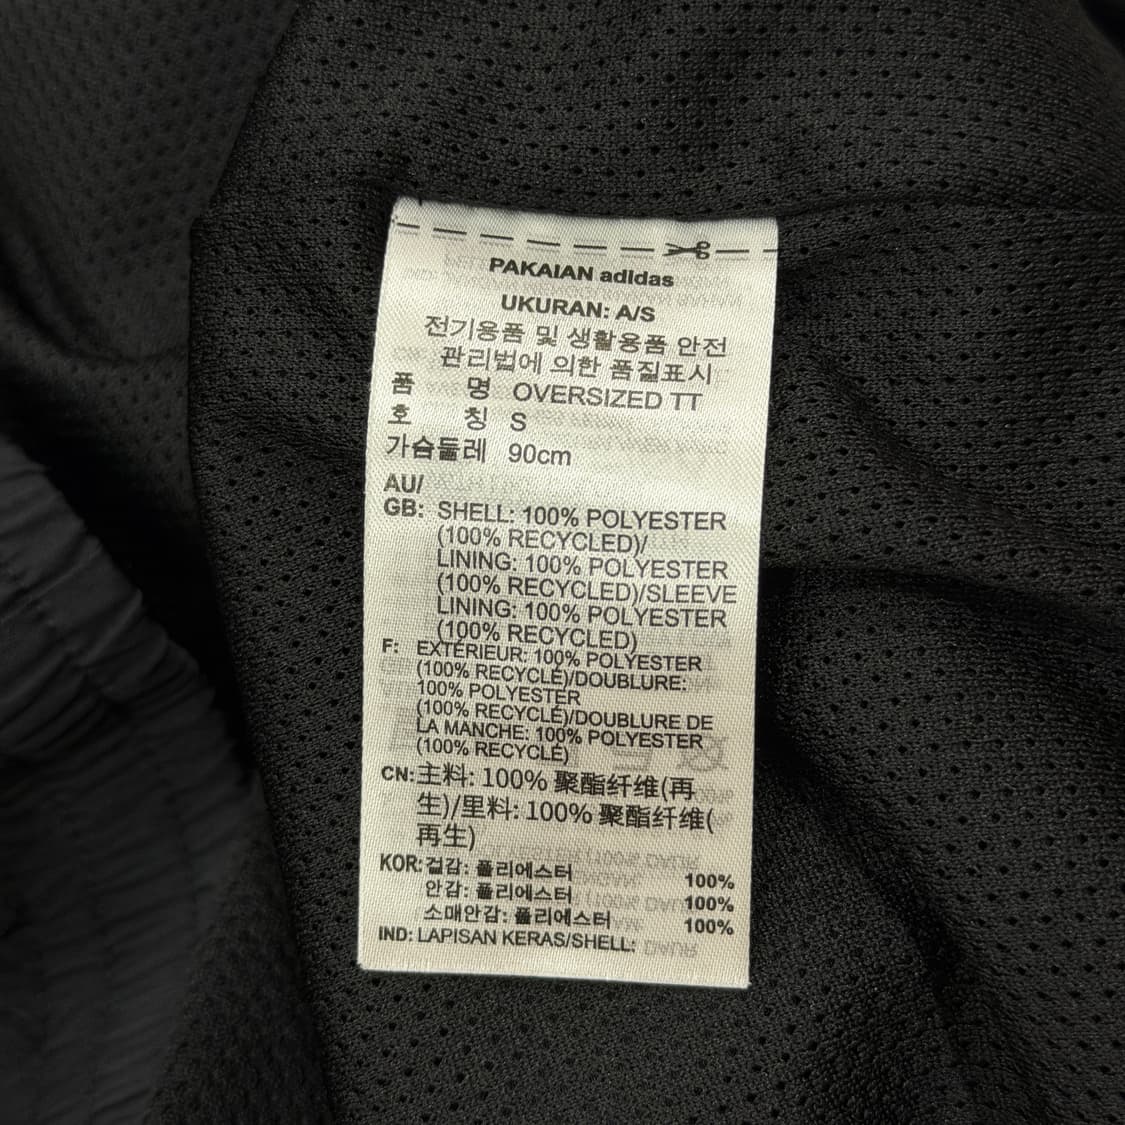 PAKAIAN adidas
UKURAN: A/S
전기용품 및 생활용품 안전
관리법에 의한 품질표시
품 명 OVERSIZED TT
호 칭 S
가슴둘레 90cm
AU/
GB: SHELL: 100% POLYESTER
(100% RECYCLED)/
LINING: 100% POLYESTER
(100% RECYCLED)/SLEEVE
LINING: 100% POLYESTER
(100% RECYCLED)
F: EXTÉRIEUR: 100% POLYESTER
(100% RECYCLÉ)/DOUBLURE:
100% POLYESTER
(100% RECYCLÉ)/DOUBLURE DE
LA MANCHE: 100% POLYESTER
(100% RECYCLÉ)
CN: 主料: 100% 聚酯纤维(再
生)/里料: 100% 聚酯纤维(
再生)
KOR: 겉감: 폴리에스터 100%
안감: 폴리에스터 100%
소매안감: 폴리에스터 100%
IND: LAPISAN KERAS/SHELL: